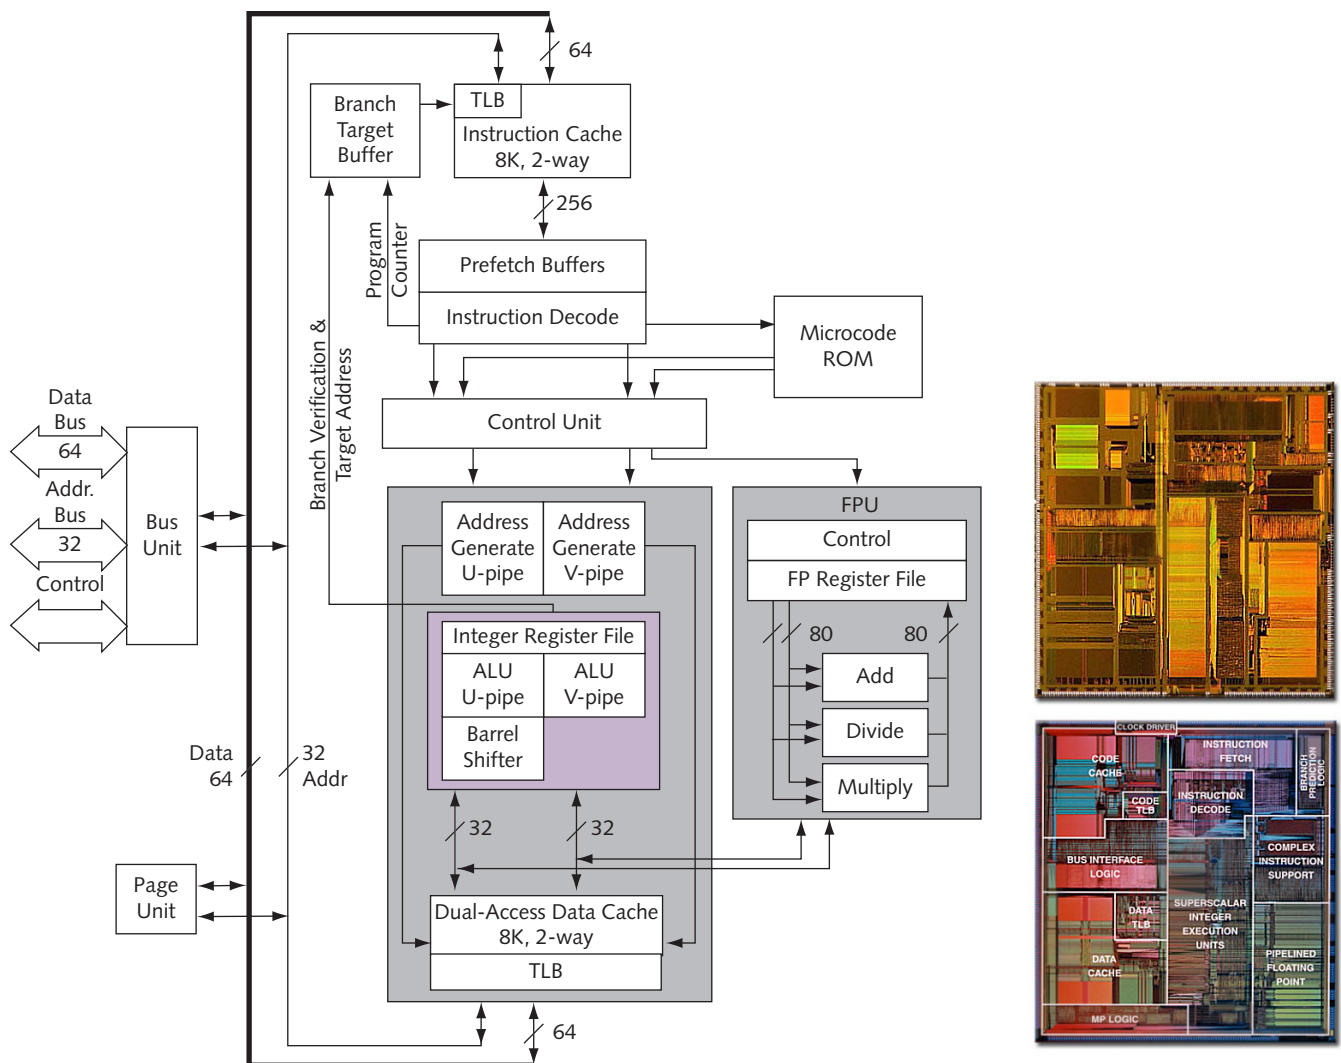 64
Branch
Target
Buffer
TLB
Instruction Cache
8K, 2-way
256
Program
Counter
Prefetch Buffers
Instruction Decode
Microcode
ROM
Branch Verification &
Target Address
Control Unit
Data
Bus
64
Addr.
Bus
32
Control
Bus
Unit
Address
Generate
U-pipe
Address
Generate
V-pipe
Integer Register File
ALU
U-pipe
ALU
V-pipe
Barrel
Shifter
FPU
Control
FP Register File
80
80
Add
Divide
Multiply
Data
64
32
Addr
32
32
Page
Unit
Dual-Access Data Cache
8K, 2-way
TLB
64
CLOCK DRIVER
CODE
CACHE
INSTRUCTION
FETCH
BRANCH
PREDICTION
LOGIC
CODE
TLB
INSTRUCTION
DECODE
BUS INTERFACE
LOGIC
COMPLEX
INSTRUCTION
SUPPORT
DATA
TLB
SUPERSCALAR
INTEGER
EXECUTION
UNITS
DATA
CACHE
PIPELINED
FLOATING
POINT
MP LOGIC